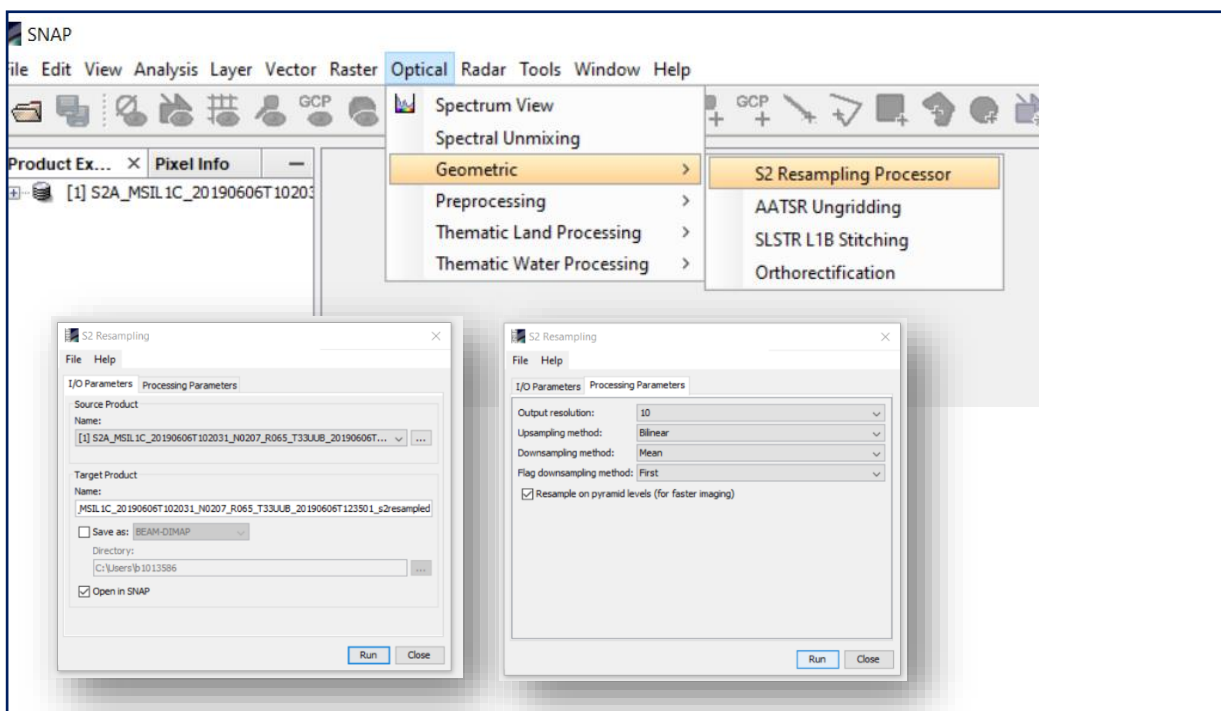 SNAP
File Edit View Analysis Layer Vector Raster Optical Radar Tools Window Help
GCP
Spectrum View
GCP
Spectral Unmixing
Product Ex... × Pixel Info
Geometric >
S2 Resampling Processor
[1] S2A_MSIL1C_20190606T10203
Preprocessing >
AATSR Ungridding
Thematic Land Processing >
SLSTR L1B Stitching
Thematic Water Processing >
Orthorectification
S2 Resampling
File Help
I/O Parameters Processing Parameters
Source Product
Name:
[1] S2A_MSIL1C_20190606T102031_N0207_R065_T33UUB_20190606T... ...
Target Product
Name:
_MSIL1C_20190606T102031_N0207_R065_T33UUB_20190606T123501_s2resampled
Save as: BEAM-DIMAP
Directory:
C:\Users\b1013586 ...
Open in SNAP
Run Close
S2 Resampling
File Help
I/O Parameters Processing Parameters
Output resolution: 10
Upsampling method: Bilinear
Downsampling method: Mean
Flag downsampling method: First
Resample on pyramid levels (for faster imaging)
Run Close